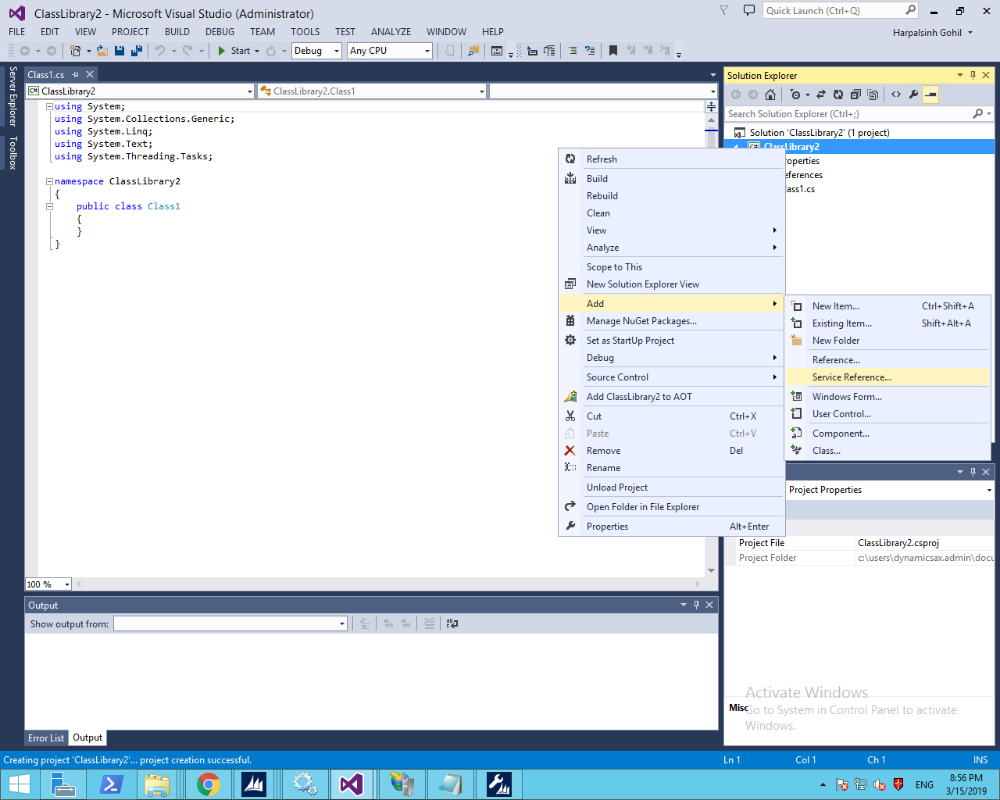 ClassLibrary2 - Microsoft Visual Studio (Administrator)
Quick Launch (Ctrl+Q)
FILE EDIT VIEW PROJECT BUILD DEBUG TEAM TOOLS TEST ANALYZE WINDOW HELP
Harpalsinh Gohil
Start Debug Any CPU
Server Explorer
Toolbox
Class1.cs
ClassLibrary2
ClassLibrary2.Class1
using System;
using System.Collections.Generic;
using System.Linq;
using System.Text;
using System.Threading.Tasks;
namespace ClassLibrary2
{
public class Class1
{
}
}
100 %
Solution Explorer
Search Solution Explorer (Ctrl+;)
Solution 'ClassLibrary2' (1 project)
ClassLibrary2
roperties
eferences
lass1.cs
Refresh
Build
Rebuild
Clean
View
Analyze
Scope to This
New Solution Explorer View
Add
Manage NuGet Packages...
Set as StartUp Project
Debug
Source Control
Add ClassLibrary2 to AOT
Cut Ctrl+X
Paste Ctrl+V
Remove Del
Rename
Unload Project
Open Folder in File Explorer
Properties Alt+Enter
New Item... Ctrl+Shift+A
Existing Item... Shift+Alt+A
New Folder
Reference...
Service Reference...
Windows Form...
User Control...
Component...
Class...
Project Properties
Project File ClassLibrary2.csproj
Project Folder c:\users\dynamicsax.admin\docu
Misc
Activate Windows
Go to System in Control Panel to activate
Windows.
Output
Show output from:
Error List Output
Creating project 'ClassLibrary2'... project creation successful.
Ln 1 Col 1 Ch 1 INS
ENG
8:56 PM
3/15/2019